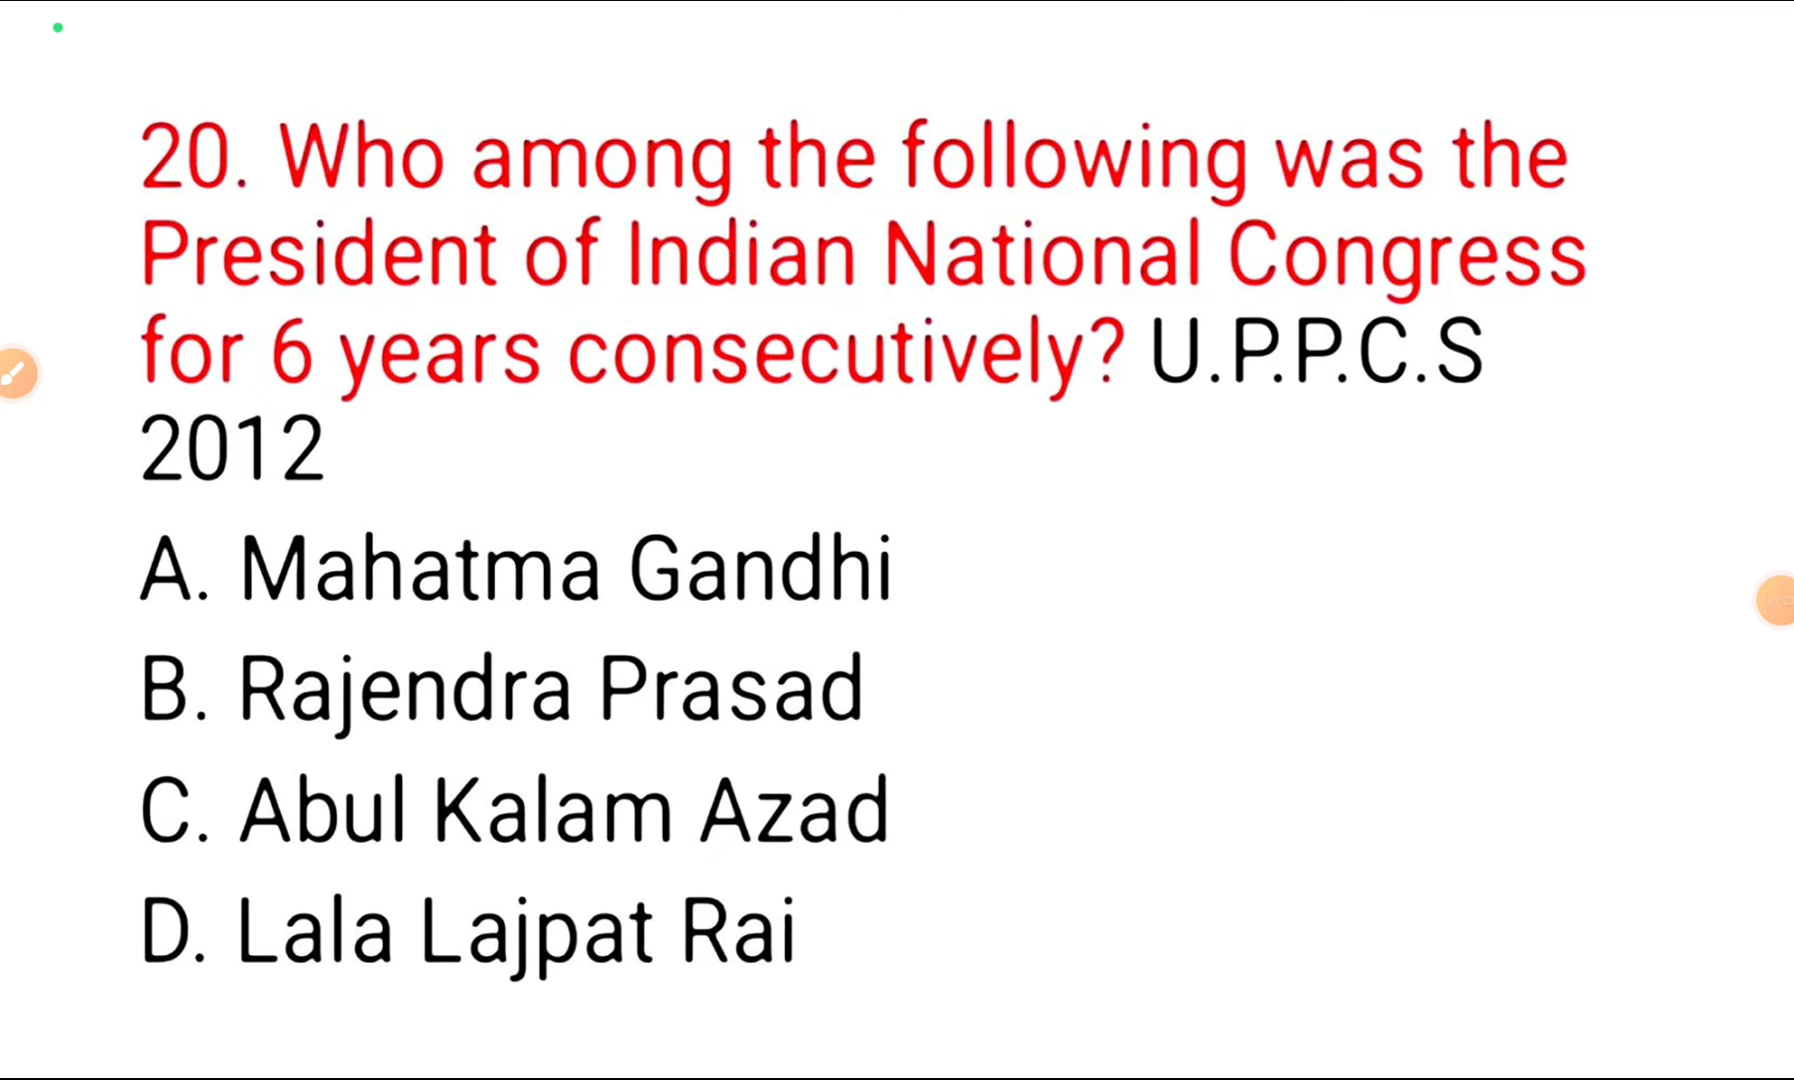 20. Who among the following was the
President of Indian National Congress
for 6 years consecutively? U.P.P.C.S
2012
A. Mahatma Gandhi
B. Rajendra Prasad
C. Abul Kalam Azad
D. Lala Lajpat Rai